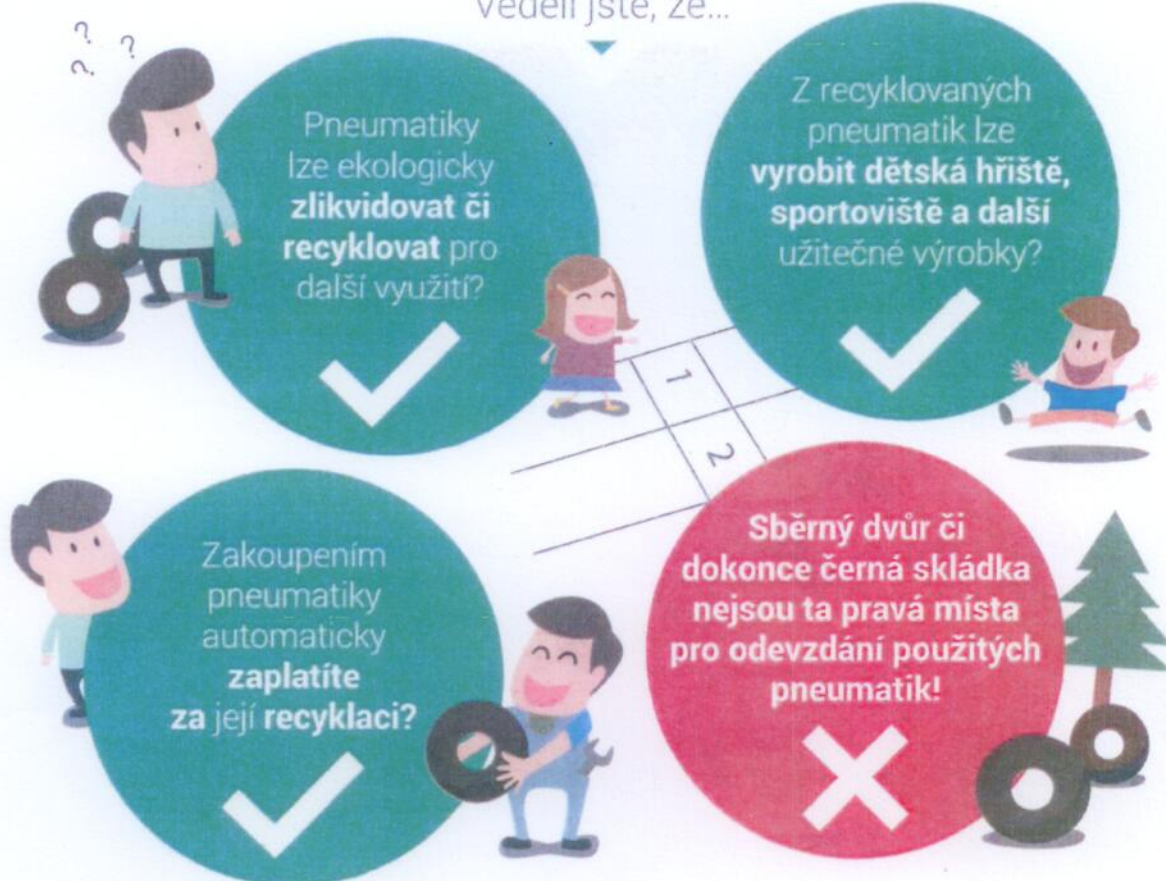 Věděli jste, že...
? ? ?
Pneumatiky
lze ekologicky
zlikvidovat či
recyklovat pro
další využití?
Z recyklovaných
pneumatik lze
vyrobit dětská hřiště,
sportoviště a další
užitečné výrobky?
1
2
Zakoupením
pneumatiky
automaticky
zaplatíte
za její recyklaci?
Sběrný dvůr či
dokonce černá skládka
nejsou ta pravá místa
pro odevzdání použitých
pneumatik!